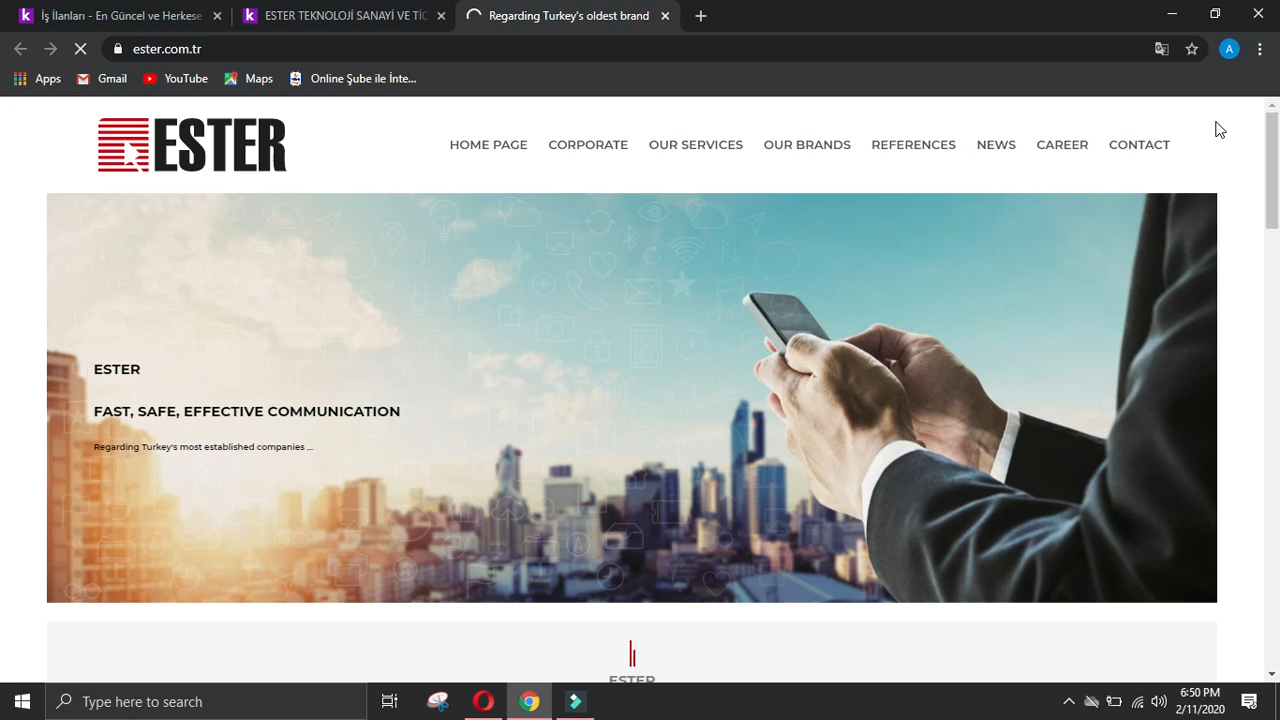 İş İlanları - En Güncel ve Herkese
ESTER TEKNOLOJİ SANAYİ VE TİC
Regarding Turkey's oldest brand
ester.com.tr
A
Apps
Gmail
YouTube
Maps
Online Şube ile İnte...
ESTER
HOME PAGE
CORPORATE
OUR SERVICES
OUR BRANDS
REFERENCES
NEWS
CAREER
CONTACT
ESTER
FAST, SAFE, EFFECTIVE COMMUNICATION
Regarding Turkey's most established companies ...
ESTER
Type here to search
6:50 PM
2/11/2020